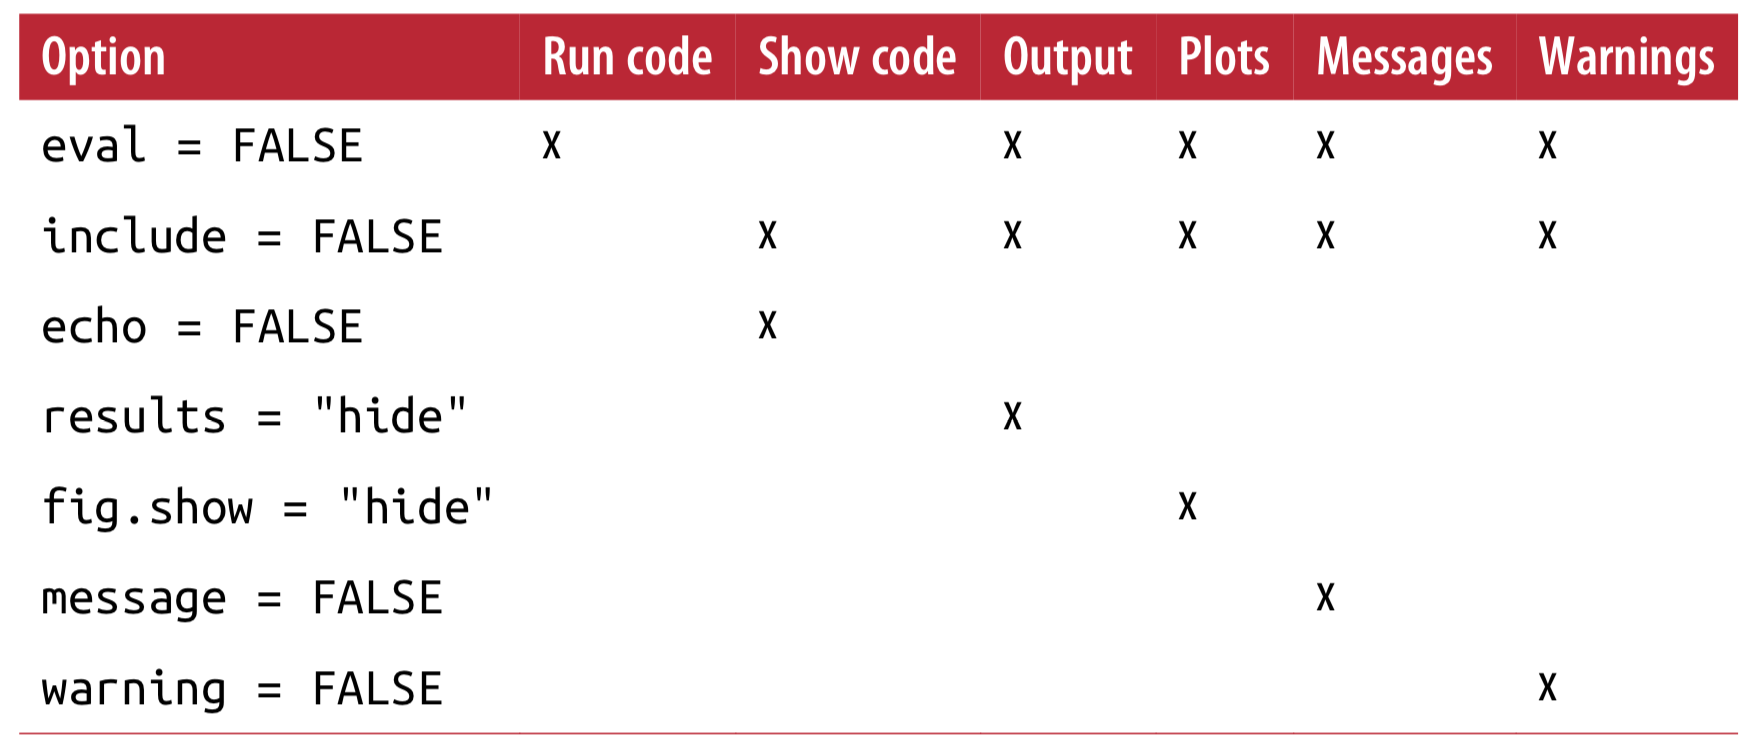 Option Run code Show code Output Plots Messages Warnings
eval = FALSE X X X X X
include = FALSE X X X X X
echo = FALSE X
results = "hide" X
fig.show = "hide" X
message = FALSE X
warning = FALSE X